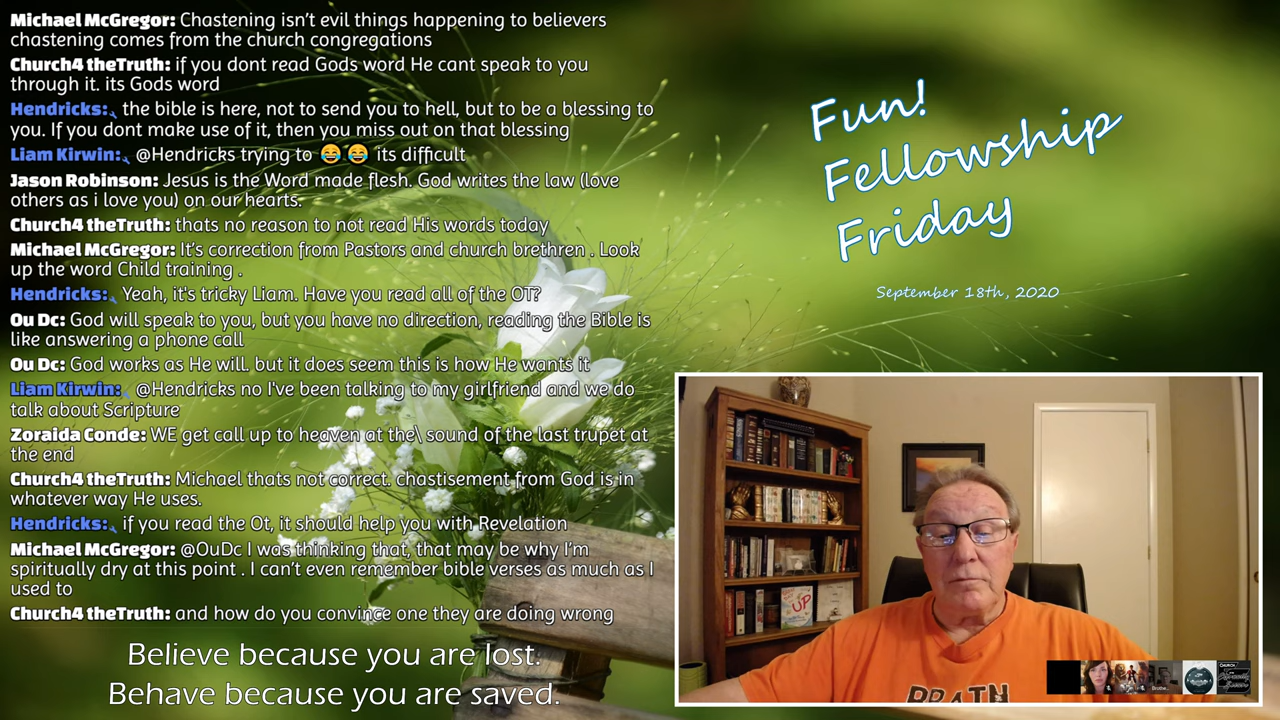 Michael McGregor: Chastening isn't evil things happening to believers
chastening comes from the church congregations
Church4 theTruth: if you dont read Gods word He cant speak to you
through it. its Gods word
Hendricks: the bible is here, not to send you to hell, but to be a blessing to
you. If you dont make use of it, then you miss out on that blessing
Liam Kirwin: @Hendricks trying to 😂 😂 its difficult
Jason Robinson: Jesus is the Word made flesh. God writes the law (love
others as i love you) on our hearts.
Church4 theTruth: thats no reason to not read His words today
Michael McGregor: It's correction from Pastors and church brethren . Look
up the word Child training .
Hendricks: Yeah, it's tricky Liam. Have you read all of the OT?
Ou Dc: God will speak to you, but you have no direction, reading the Bible is
like answering a phone call
Ou Dc: God works as He will. but it does seem this is how He wants it
Liam Kirwin: @Hendricks no I've been talking to my girlfriend and we do
talk about Scripture
Zoraida Conde: WE get call up to heaven at the\ sound of the last trupet at
the end
Church4 theTruth: Michael thats not correct. chastisement from God is in
whatever way He uses.
Hendricks: if you read the Ot, it should help you with Revelation
Michael McGregor: @OuDc I was thinking that, that may be why I'm
spiritually dry at this point . I can't even remember bible verses as much as I
used to
Church4 theTruth: and how do you convince one they are doing wrong
Believe because you are lost.
Behave because you are saved.
Fun!
Fellowship
Friday
September 18th, 2020
UP